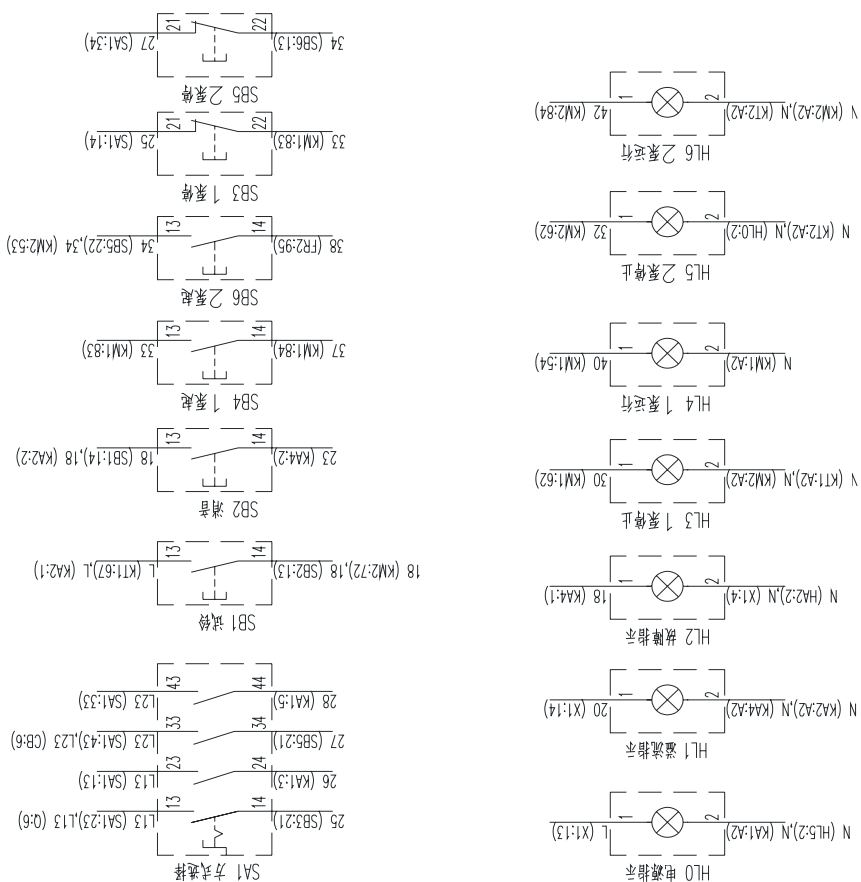 HL0 电源指示
N (HL5:2),N (KA1:A2) 2 1 L (X1:13)
HL1 溢流指示
N (KA2:A2),N (KA4:A2) 2 1 20 (X1:14)
HL2 故障指示
N (HA2:2),N (X1:4) 2 1 18 (KA4:1)
HL3 1泵停止
(KT1:A2),N (KM2:A2) 2 1 30 (KM1:62)
HL4 1泵运行
N (KM1:A2) 2 1 40 (KM1:54)
HL5 2泵停止
N (KT2:A2),N (HL0:2) 2 1 32 (KM2:62)
HL6 2泵运行
(KM2:A2),N (KT2:A2) 2 1 42 (KM2:84)
SA1 方式选择
25 (SB3:21) 14 13 L13 (SA1:23),L13 (Q:6)
26 (KA1:3) 24 23 L13 (SA1:13)
27 (SB5:21) 34 33 L23 (SA1:43),L23 (CB:6)
28 (KA1:5) 44 43 L23 (SA1:33)
SB1 试铃
18 (KM2:72),18 (SB2:13) 14 13 L (KT1:67),L (KA2:1)
SB2 消音
23 (KA4:2) 14 13 18 (SB1:14),18 (KA2:2)
SB4 1泵起
37 (KM1:84) 14 13 33 (KM1:83)
SB6 2泵起
38 (FR2:95) 14 13 34 (SB5:22),34 (KM2:53)
SB3 1泵停
33 (KM1:83) 22 21 25 (SA1:14)
SB5 2泵停
34 (SB6:13) 22 21 27 (SA1:34)